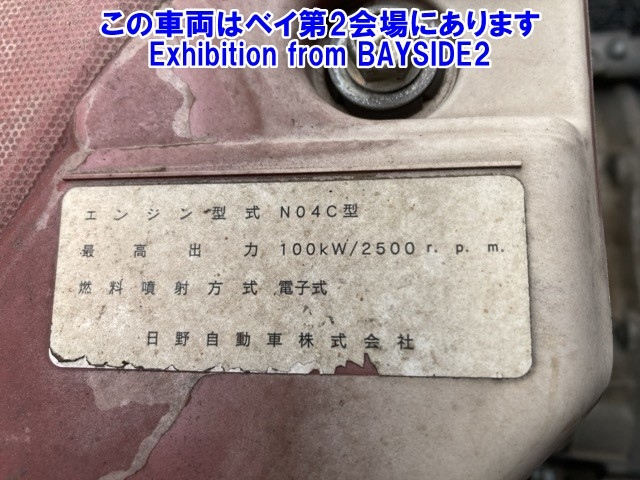 この車両はベイ第2会場にあります
Exhibition from BAYSIDE2
エンジン型式 N04C型
最高出力 100kW/2500 r.p.m.
燃料噴射方式 電子式
日野自動車株式会社